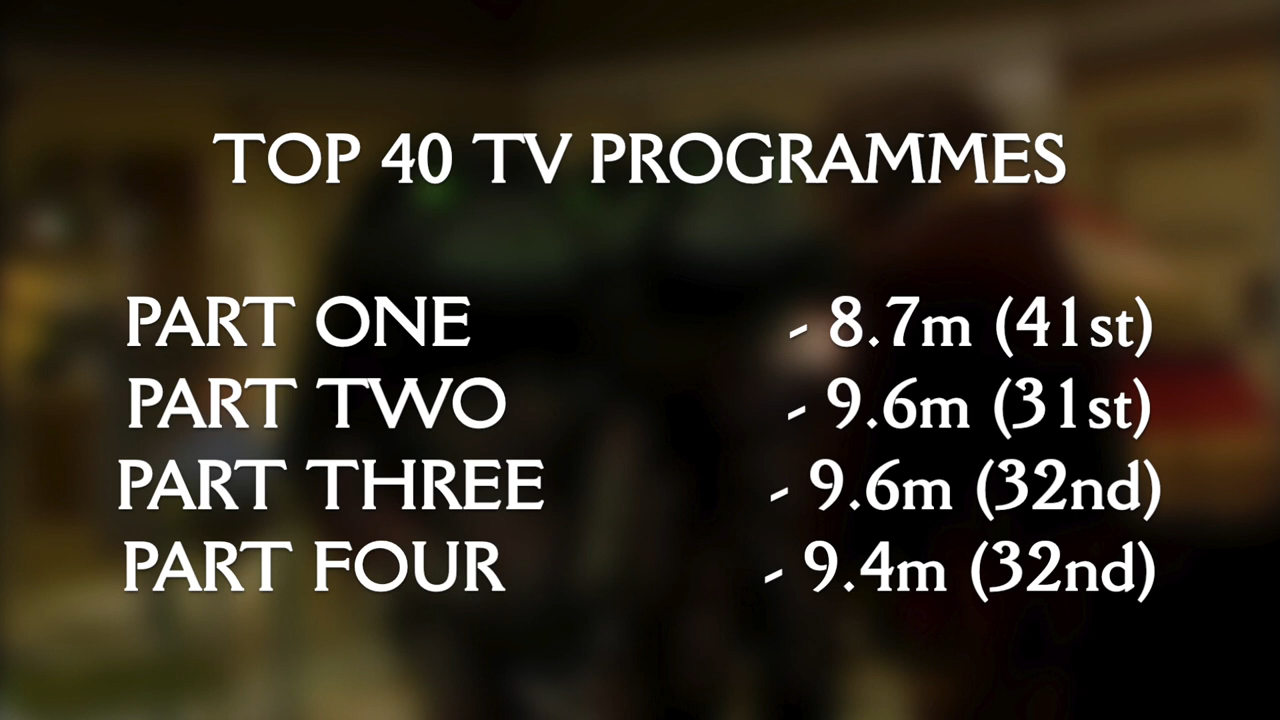 TOP 40 TV PROGRAMMES
PART ONE - 8.7m (41st)
PART TWO - 9.6m (31st)
PART THREE - 9.6m (32nd)
PART FOUR - 9.4m (32nd)